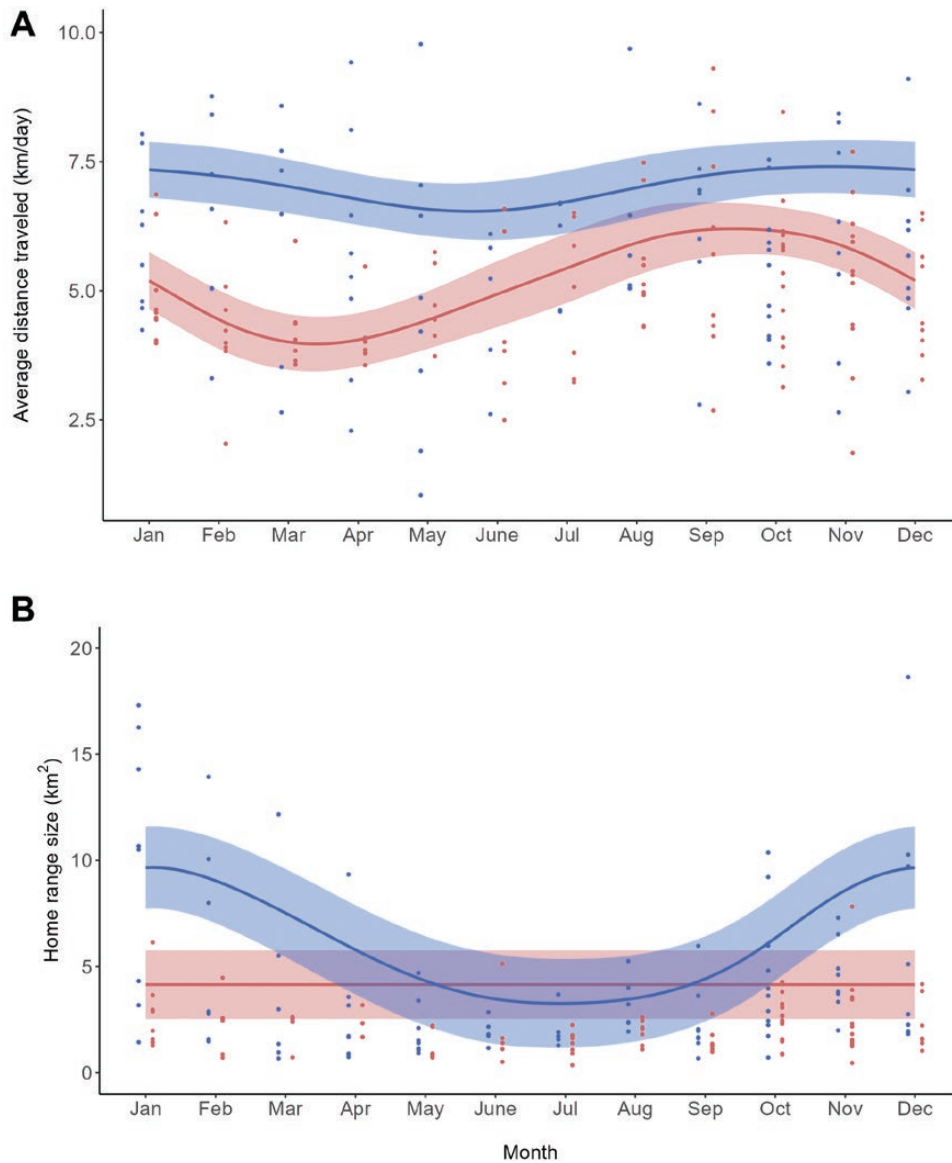 A
Average distance traveled (km/day)
10.0
7.5
5.0
2.5
Jan Feb Mar Apr May June Jul Aug Sep Oct Nov Dec
B
Home range size (km²)
20
15
10
5
0
Jan Feb Mar Apr May June Jul Aug Sep Oct Nov Dec
Month